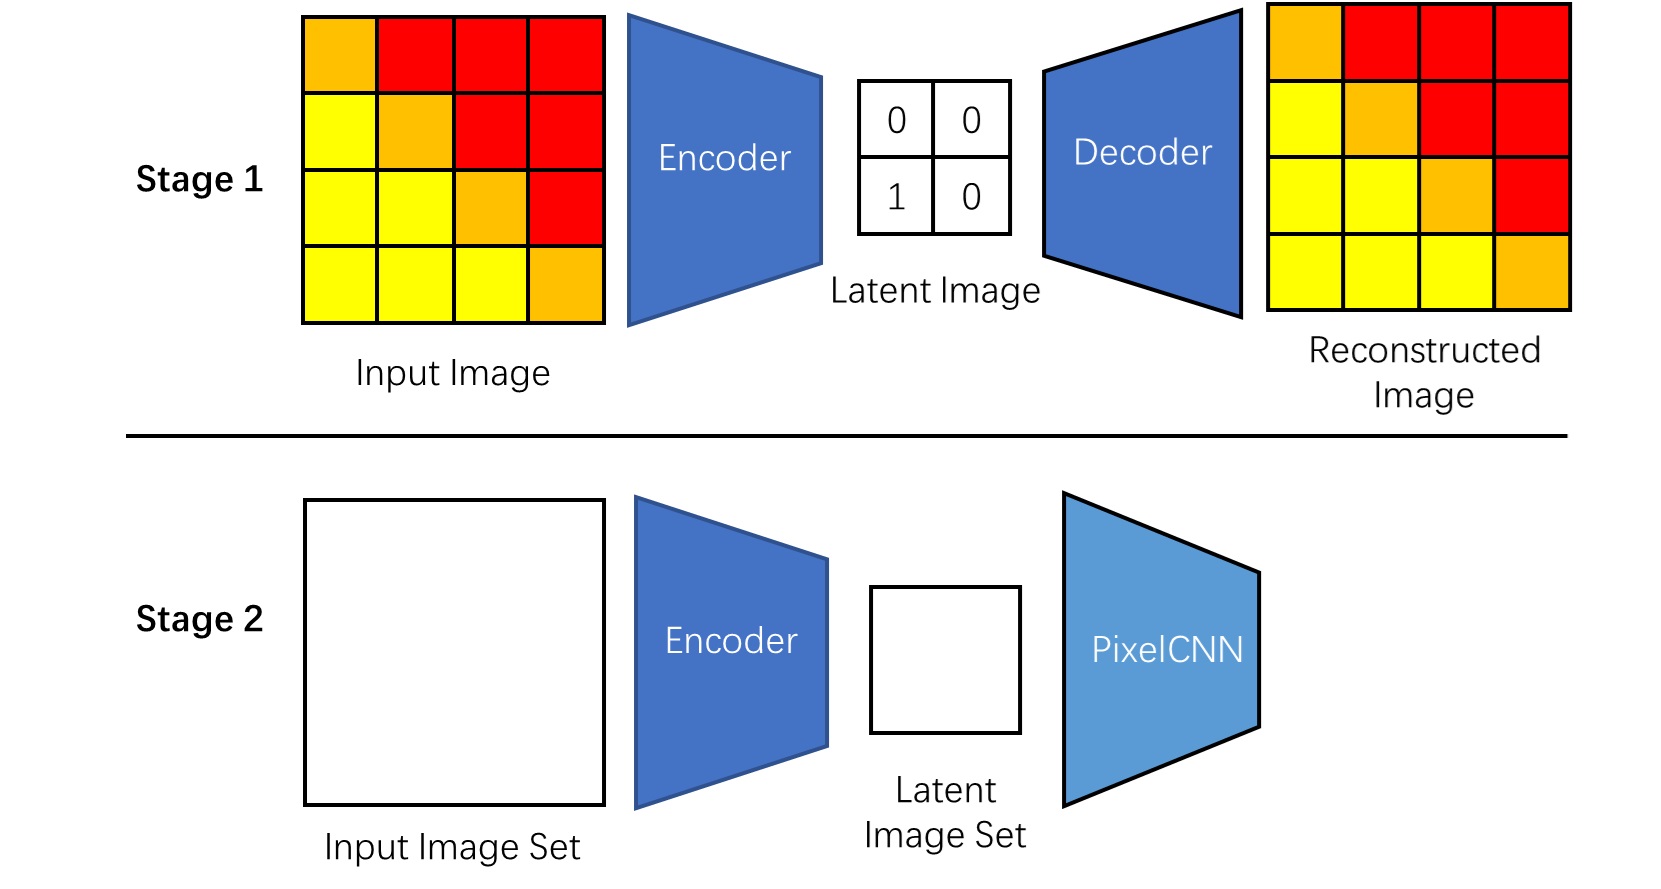 Stage 1
Encoder
0 0
1 0
Decoder
Latent Image
Input Image
Reconstructed
Image
Stage 2
Encoder
PixelCNN
Latent
Image Set
Input Image Set